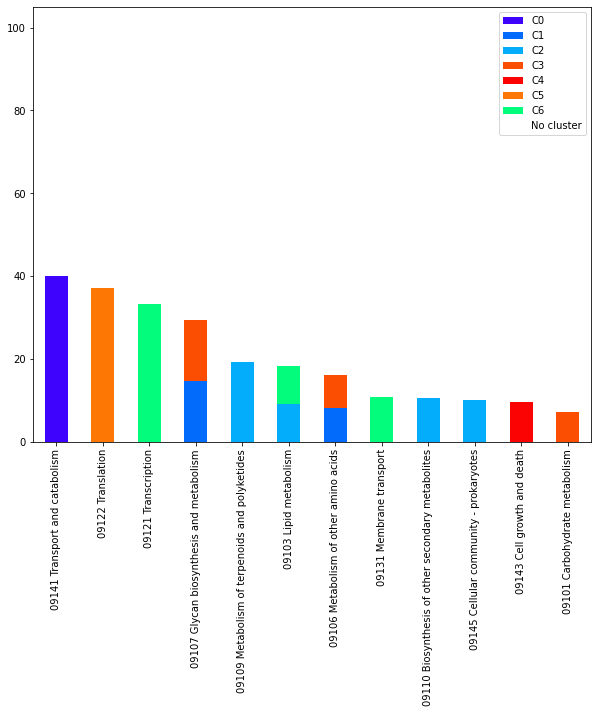 100
80
60
40
20
0
C0
C1
C2
C3
C4
C5
C6
No cluster
09141 Transport and catabolism
09122 Translation
09121 Transcription
09107 Glycan biosynthesis and metabolism
09109 Metabolism of terpenoids and polyketides
09103 Lipid metabolism
09106 Metabolism of other amino acids
09131 Membrane transport
09110 Biosynthesis of other secondary metabolites
09145 Cellular community - prokaryotes
09143 Cell growth and death
09101 Carbohydrate metabolism